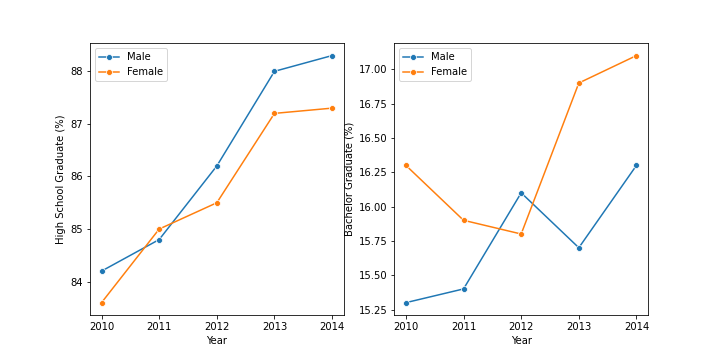 Male
Female
High School Graduate (%)
88
87
86
85
84
2010 2011 2012 2013 2014
Year
Male
Female
Bachelor Graduate (%)
17.00
16.75
16.50
16.25
16.00
15.75
15.50
15.25
2010 2011 2012 2013 2014
Year